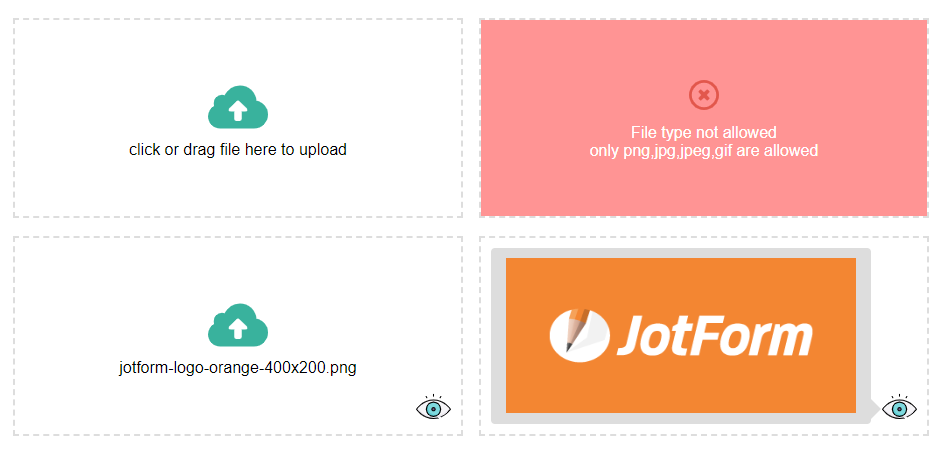 click or drag file here to upload
File type not allowed
only png,jpg,jpeg,gif are allowed
jotform-logo-orange-400x200.png
JotForm